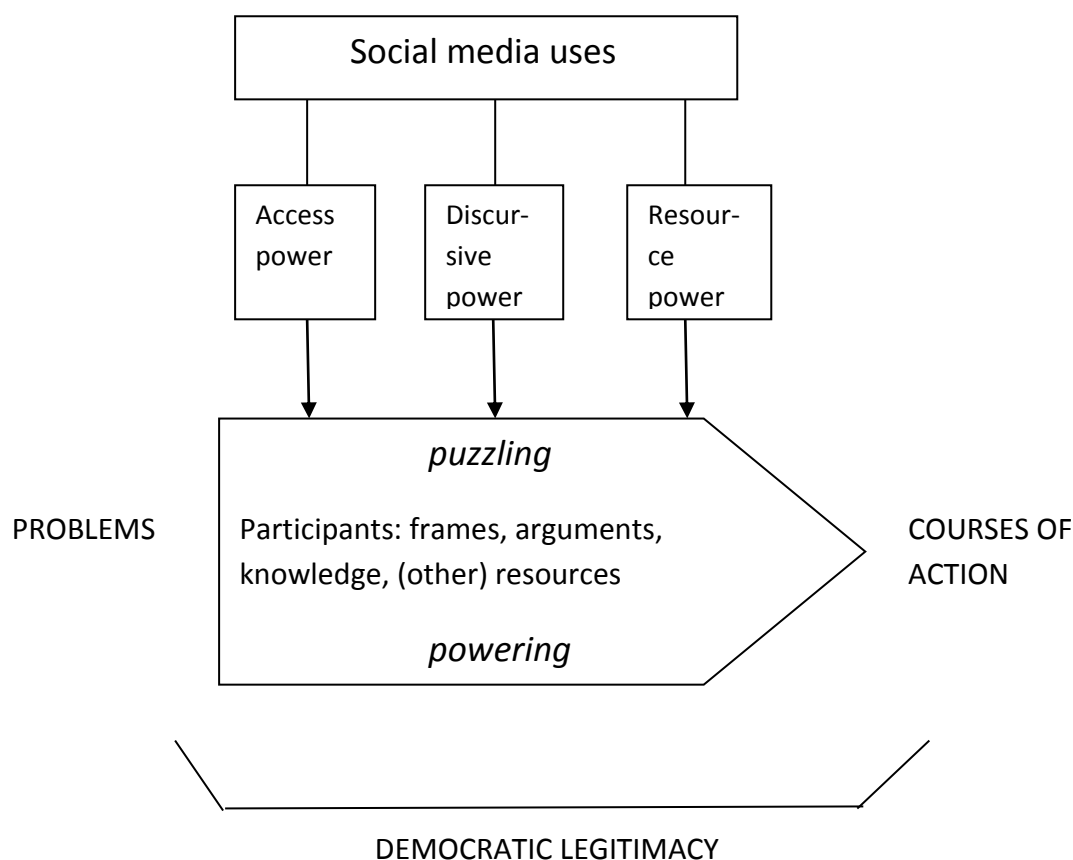 Social media uses
Access
power
Discur-
sive
power
Resour-
ce
power
puzzling
PROBLEMS
Participants: frames, arguments,
knowledge, (other) resources
COURSES OF
ACTION
powering
DEMOCRATIC LEGITIMACY